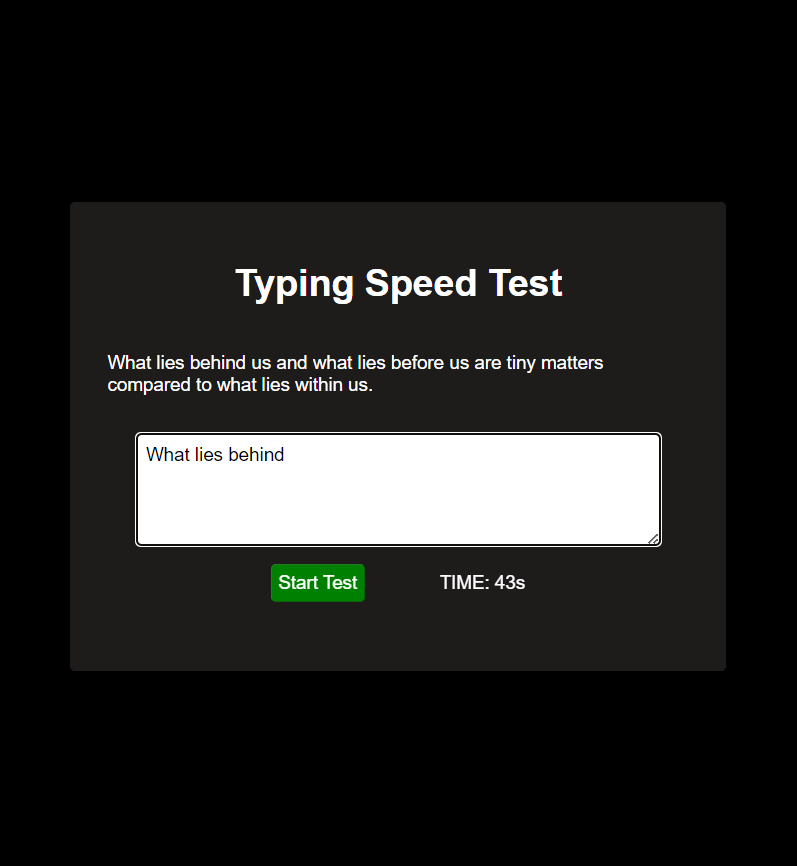 Typing Speed Test
What lies behind us and what lies before us are tiny matters
compared to what lies within us.
What lies behind
Start Test
TIME: 43s